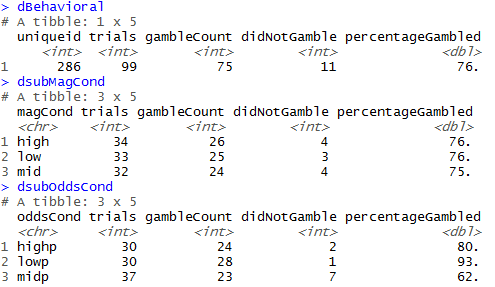 > dBehavioral
# A tibble: 1 x 5
uniqueid trials gambleCount didNotGamble percentageGambled
<int> <int> <int> <int> <dbl>
1 286 99 75 11 76.
> dsubMagCond
# A tibble: 3 x 5
magCond trials gambleCount didNotGamble percentageGambled
<chr> <int> <int> <int> <dbl>
1 high 34 26 4 76.
2 low 33 25 3 76.
3 mid 32 24 4 75.
> dsubOddsCond
# A tibble: 3 x 5
oddsCond trials gambleCount didNotGamble percentageGambled
<chr> <int> <int> <int> <dbl>
1 highp 30 24 2 80.
2 lowp 30 28 1 93.
3 midp 37 23 7 62.